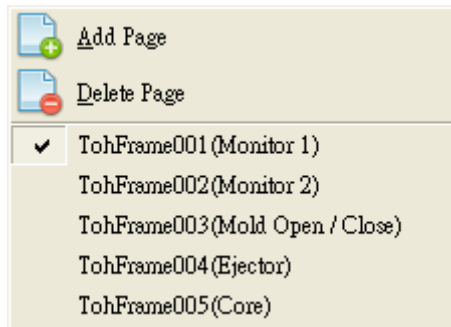 Add Page
Delete Page
TohFrame001(Monitor 1)
TohFrame002(Monitor 2)
TohFrame003(Mold Open / Close)
TohFrame004(Ejector)
TohFrame005(Core)